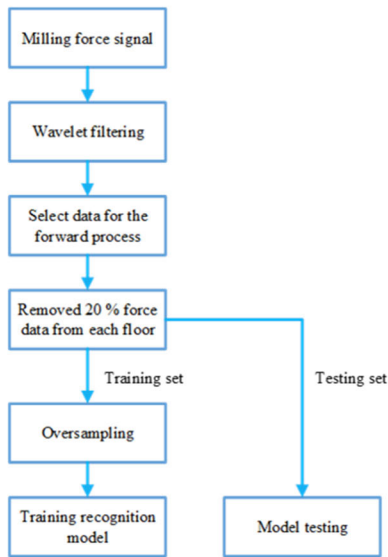 Milling force signal
Wavelet filtering
Select data for the
forward process
Removed 20 % force
data from each floor
Training set
Testing set
Oversampling
Training recognition
model
Model testing